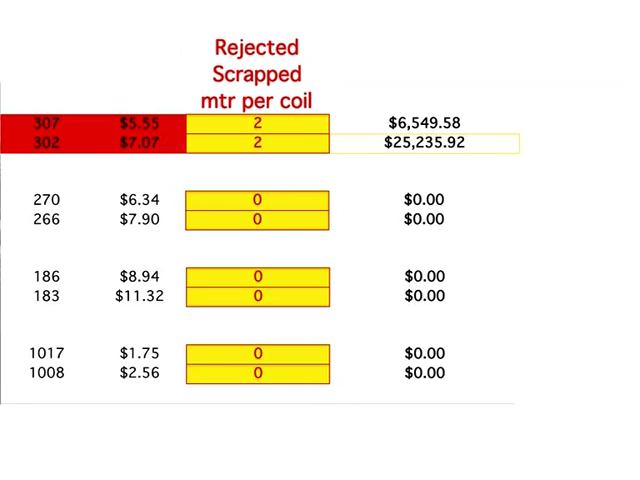 Rejected
Scrapped
mtr per coil
307 $5.55 2 $6,549.58
302 $7.07 2 $25,235.92
270 $6.34 0 $0.00
266 $7.90 0 $0.00
186 $8.94 0 $0.00
183 $11.32 0 $0.00
1017 $1.75 0 $0.00
1008 $2.56 0 $0.00